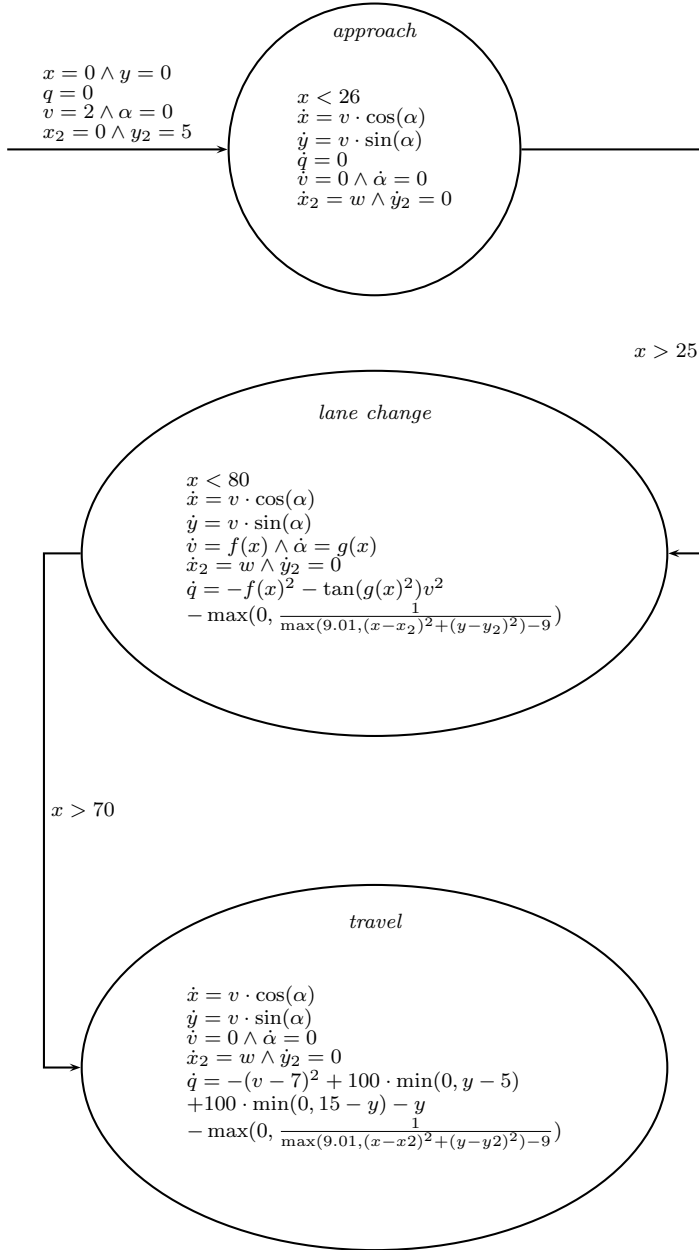 approach
x = 0 ∧ y = 0
q = 0
v = 2 ∧ α = 0
x₂ = 0 ∧ y₂ = 5
x < 26
ẋ = v · cos(α)
ẏ = v · sin(α)
q̇ = 0
v̇ = 0 ∧ α̇ = 0
ẋ₂ = w ∧ ẏ₂ = 0
x > 25
lane change
x < 80
ẋ = v · cos(α)
ẏ = v · sin(α)
v̇ = f(x) ∧ α̇ = g(x)
ẋ₂ = w ∧ ẏ₂ = 0
q̇ = −f(x)² − tan(g(x)²)v²
− max(0, 1/(max(9.01,(x−x₂)²+(y−y₂)²)−9))
x > 70
travel
ẋ = v · cos(α)
ẏ = v · sin(α)
v̇ = 0 ∧ α̇ = 0
ẋ₂ = w ∧ ẏ₂ = 0
q̇ = −(v − 7)² + 100 · min(0, y − 5)
+100 · min(0, 15 − y) − y
− max(0, 1/(max(9.01,(x−x2)²+(y−y2)²)−9))